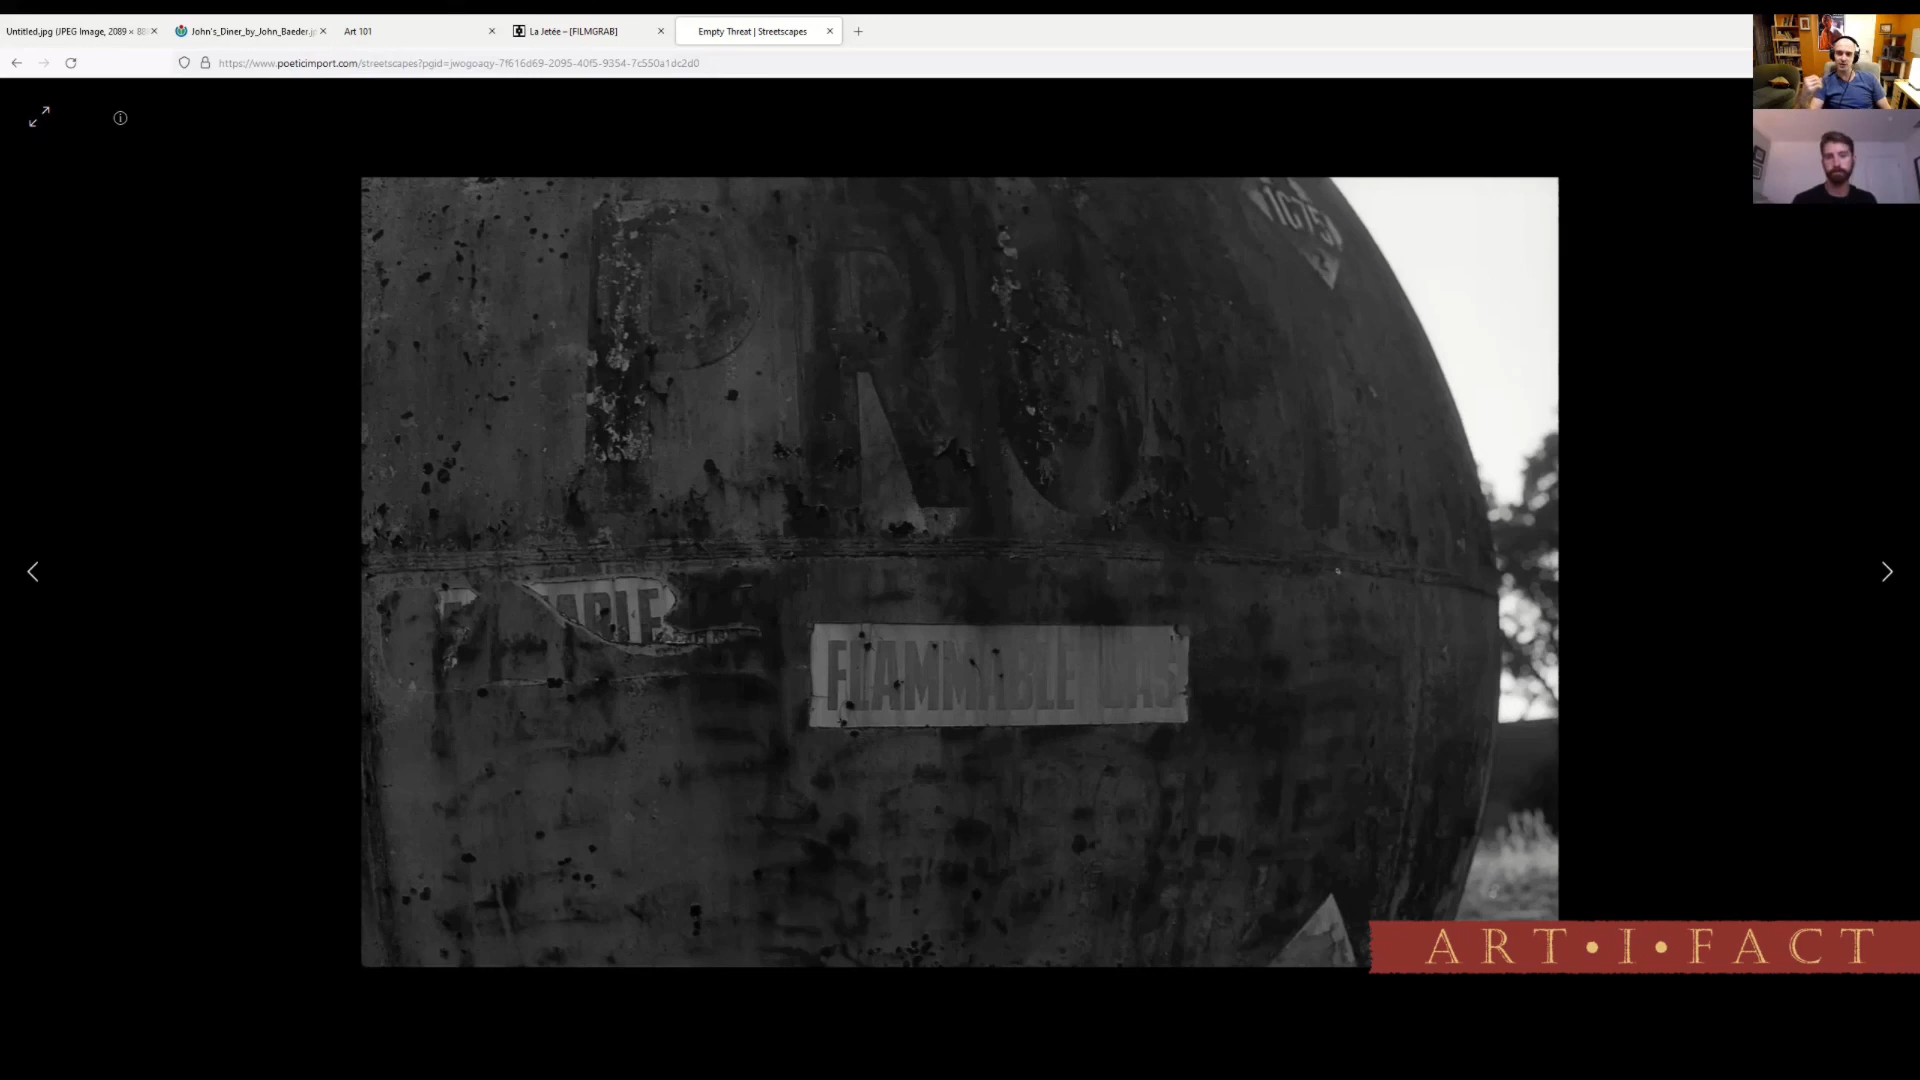 Untitled.jpg (JPEG Image, 2089 × 88
John's_Diner_by_John_Baeder.j
Art 101
La Jetée – [FILMGRAB]
Empty Threat | Streetscapes
https://www.poeticimport.com/streetscapes?pgid=jwogoaqy-7f616d69-2095-40f5-9354-7c550a1dc2d0
PRO
FLAMMABLE GAS
ART•I•FACT